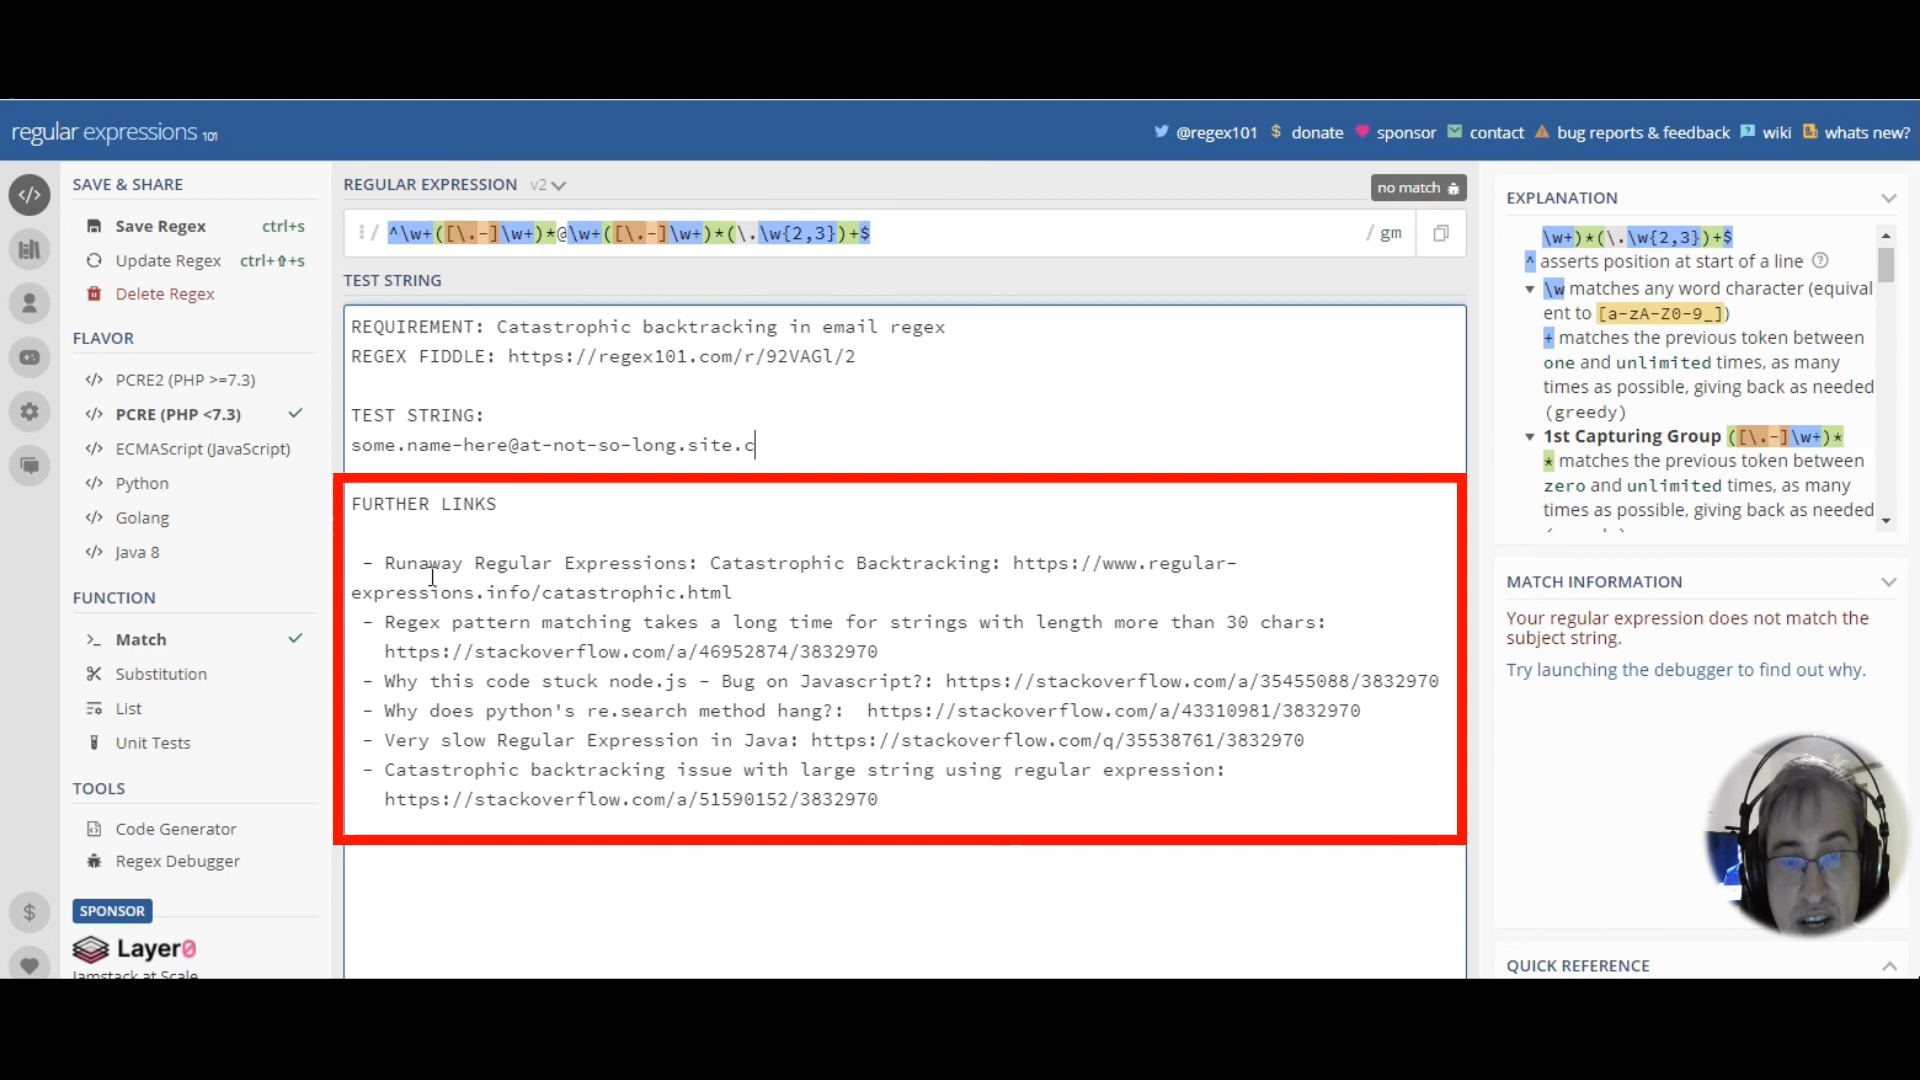 regular expressions 101
@regex101 $ donate sponsor contact bug reports & feedback wiki whats new?
SAVE & SHARE
Save Regex ctrl+s
Update Regex ctrl+⇧+s
Delete Regex
FLAVOR
</> PCRE2 (PHP >=7.3)
</> PCRE (PHP <7.3)
</> ECMAScript (JavaScript)
</> Python
</> Golang
</> Java 8
FUNCTION
>_ Match
Substitution
List
Unit Tests
TOOLS
Code Generator
Regex Debugger
SPONSOR
Layer0
Jamstack at Scale
REGULAR EXPRESSION v2
no match
/ ^\w+([\.-]\w+)*@\w+([\.-]\w+)*(\.\w{2,3})+$ / gm
TEST STRING
REQUIREMENT: Catastrophic backtracking in email regex
REGEX FIDDLE: https://regex101.com/r/92VAGl/2
TEST STRING:
some.name-here@at-not-so-long.site.c
FURTHER LINKS
- Runaway Regular Expressions: Catastrophic Backtracking: https://www.regular-
expressions.info/catastrophic.html
- Regex pattern matching takes a long time for strings with length more than 30 chars:
https://stackoverflow.com/a/46952874/3832970
- Why this code stuck node.js - Bug on Javascript?: https://stackoverflow.com/a/35455088/3832970
- Why does python's re.search method hang?: https://stackoverflow.com/a/43310981/3832970
- Very slow Regular Expression in Java: https://stackoverflow.com/q/35538761/3832970
- Catastrophic backtracking issue with large string using regular expression:
https://stackoverflow.com/a/51590152/3832970
EXPLANATION
\w+)*(\.\w{2,3})+$
^ asserts position at start of a line
\w matches any word character (equival
ent to [a-zA-Z0-9_])
+ matches the previous token between
one and unlimited times, as many
times as possible, giving back as needed
(greedy)
1st Capturing Group ([\.-]\w+)*
* matches the previous token between
zero and unlimited times, as many
times as possible, giving back as needed
MATCH INFORMATION
Your regular expression does not match the
subject string.
Try launching the debugger to find out why.
QUICK REFERENCE